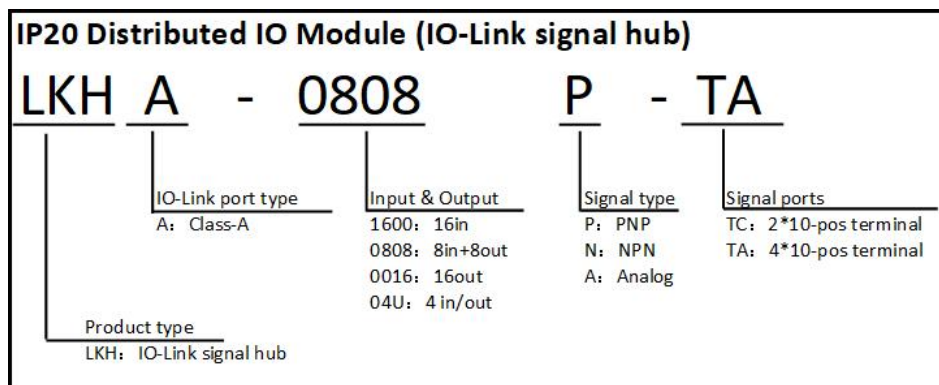 IP20 Distributed IO Module (IO-Link signal hub)
LKH A - 0808 P - TA
IO-Link port type
A：Class-A
Input & Output
1600：16in
0808：8in+8out
0016：16out
04U：4 in/out
Signal type
P：PNP
N：NPN
A：Analog
Signal ports
TC：2*10-pos terminal
TA：4*10-pos terminal
Product type
LKH：IO-Link signal hub